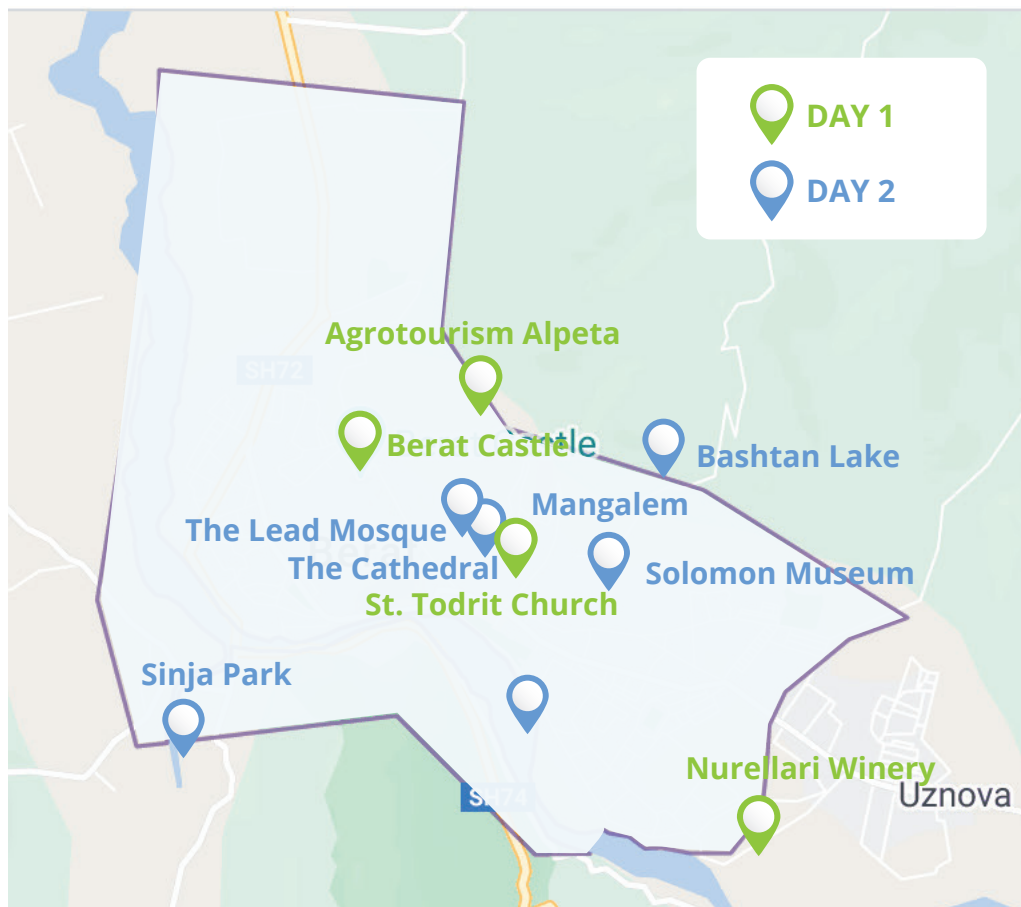 DAY 1
DAY 2
Agrotourism Alpeta
SH72
Berat Castle
Bashtan Lake
Mangalem
The Lead Mosque
The Cathedral
Solomon Museum
St. Todrit Church
Sinja Park
Nurellari Winery
SH74
Uznova